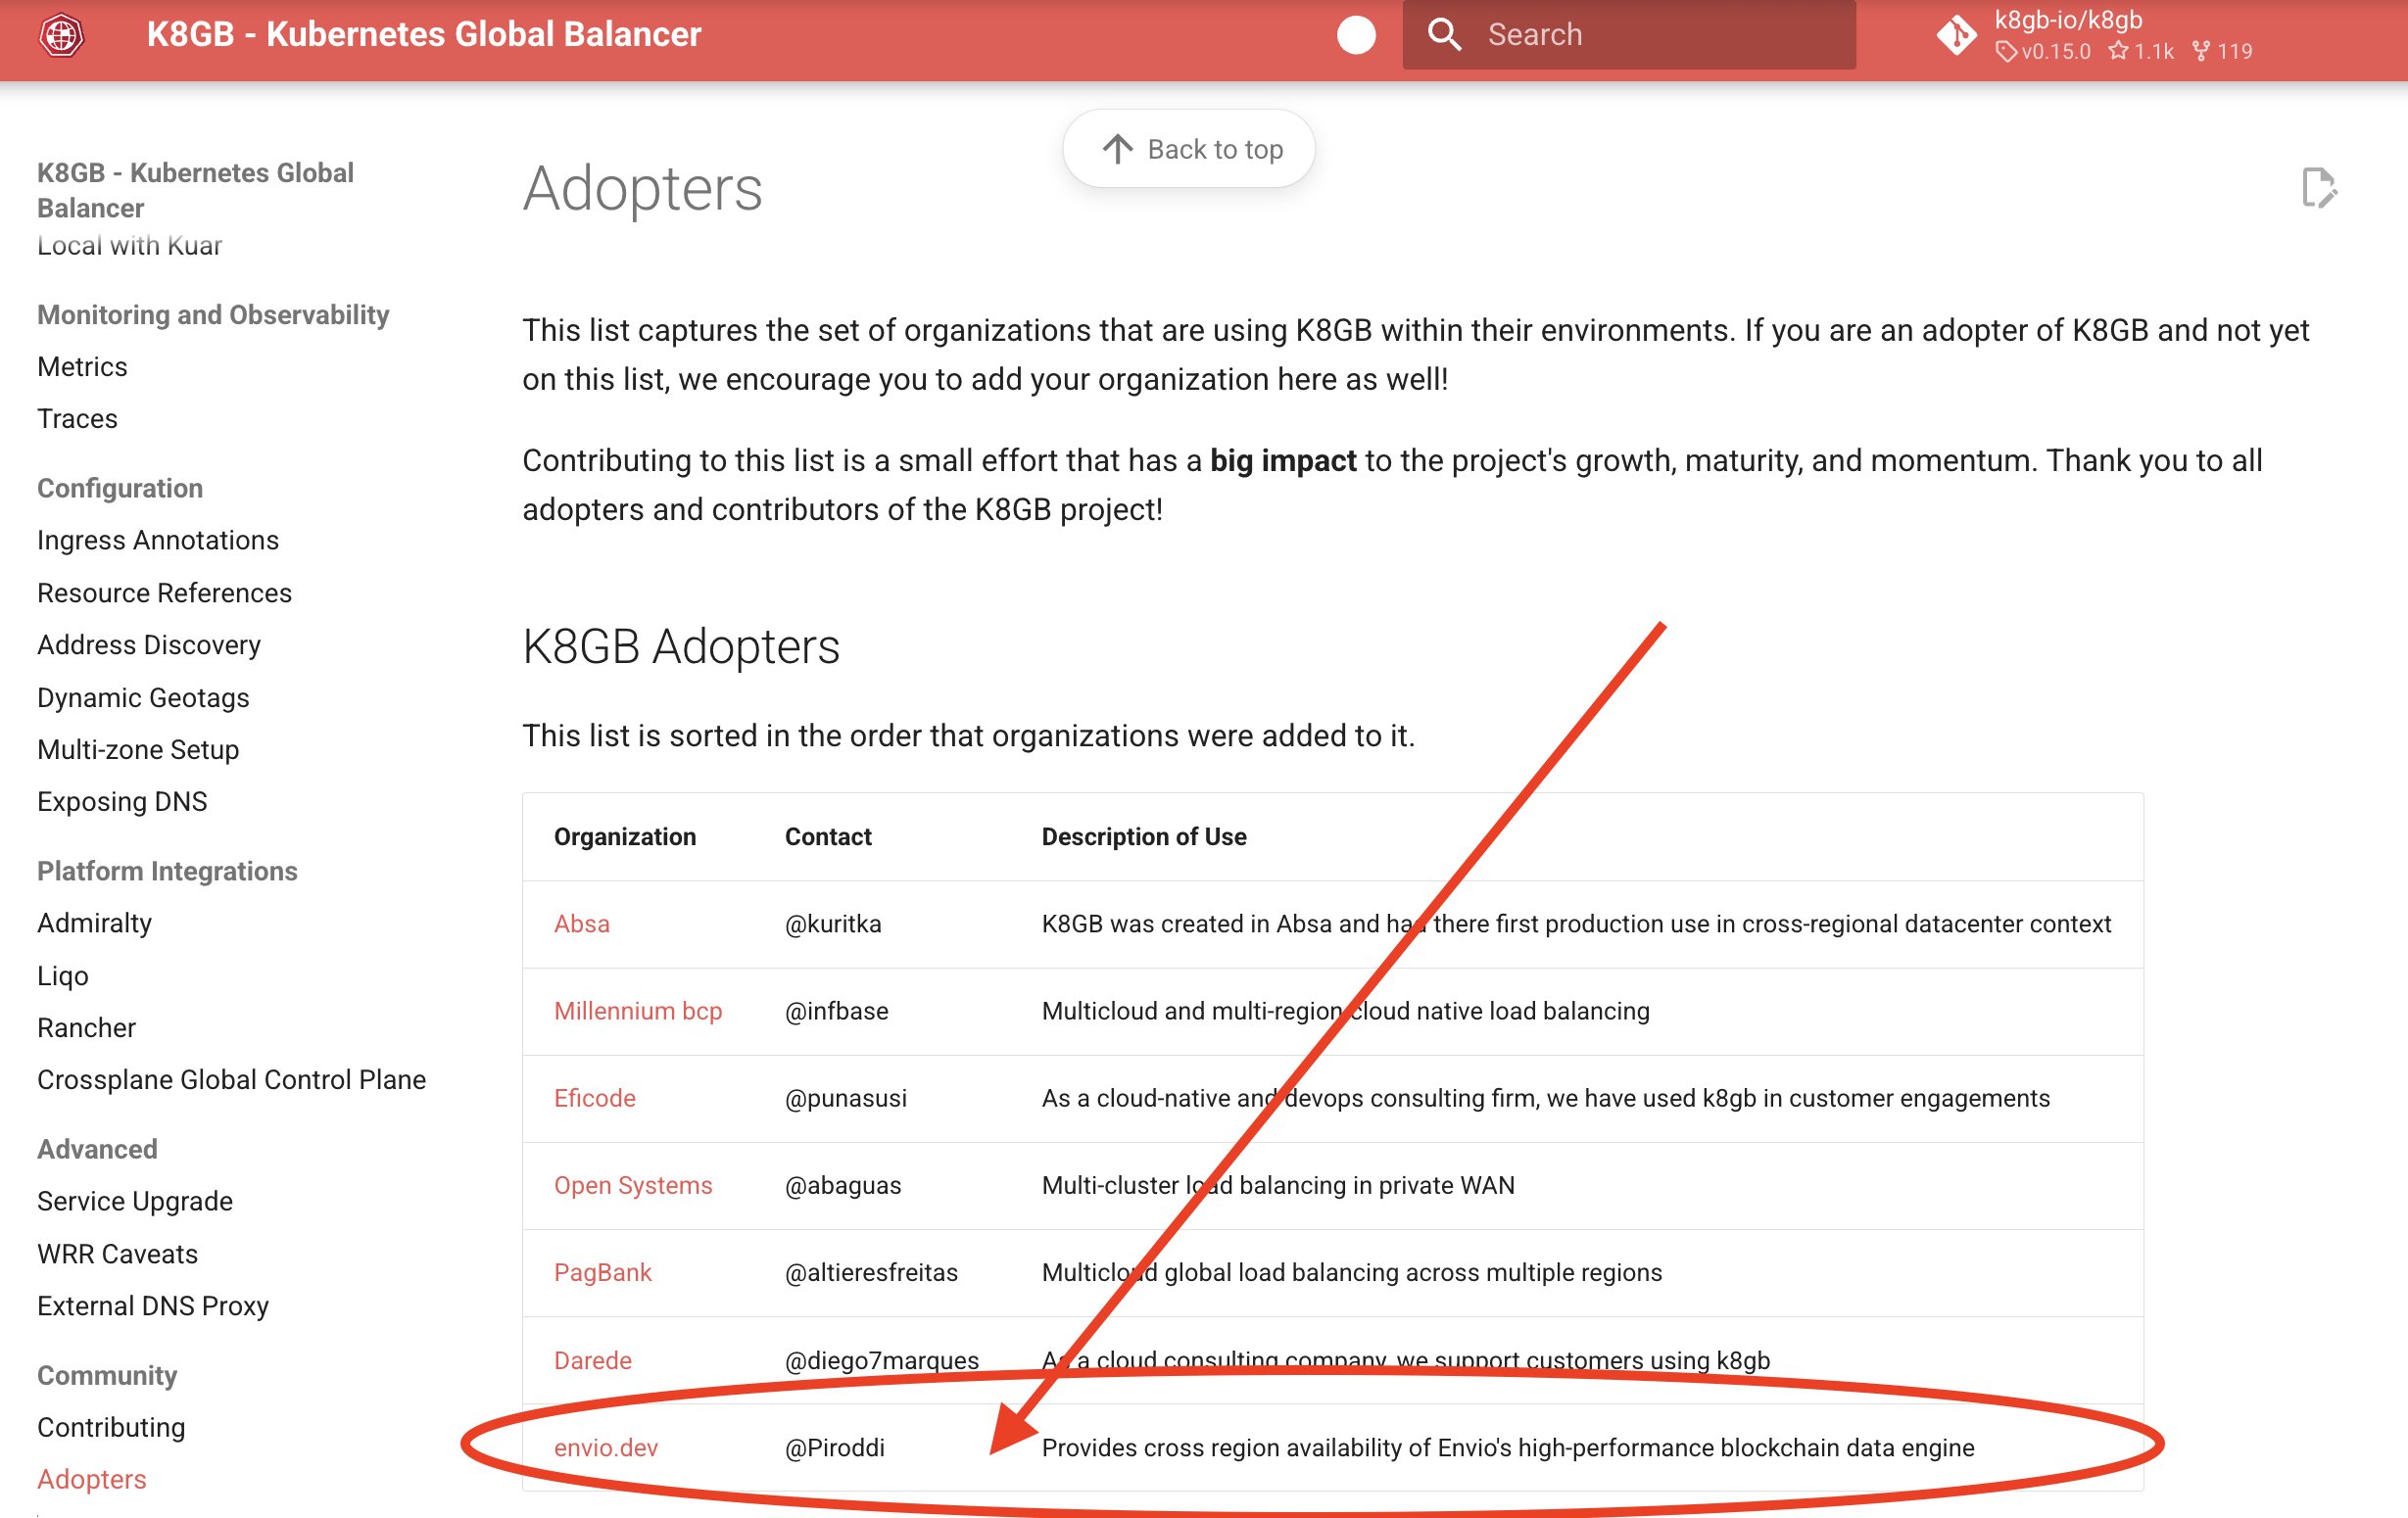 K8GB - Kubernetes Global Balancer
Search
k8gb-io/k8gb
v0.15.0 1.1k 119
Back to top
K8GB - Kubernetes Global
Balancer
Local with Kuar
Monitoring and Observability
Metrics
Traces
Configuration
Ingress Annotations
Resource References
Address Discovery
Dynamic Geotags
Multi-zone Setup
Exposing DNS
Platform Integrations
Admiralty
Liqo
Rancher
Crossplane Global Control Plane
Advanced
Service Upgrade
WRR Caveats
External DNS Proxy
Community
Contributing
Adopters
Adopters
This list captures the set of organizations that are using K8GB within their environments. If you are an adopter of K8GB and not yet
on this list, we encourage you to add your organization here as well!
Contributing to this list is a small effort that has a big impact to the project's growth, maturity, and momentum. Thank you to all
adopters and contributors of the K8GB project!
K8GB Adopters
This list is sorted in the order that organizations were added to it.
Organization Contact Description of Use
Absa @kuritka K8GB was created in Absa and had there first production use in cross-regional datacenter context
Millennium bcp @infbase Multicloud and multi-region cloud native load balancing
Eficode @punasusi As a cloud-native and devops consulting firm, we have used k8gb in customer engagements
Open Systems @abaguas Multi-cluster load balancing in private WAN
PagBank @altieresfreitas Multicloud global load balancing across multiple regions
Darede @diego7marques As a cloud consulting company, we support customers using k8gb
envio.dev @Piroddi Provides cross region availability of Envio's high-performance blockchain data engine